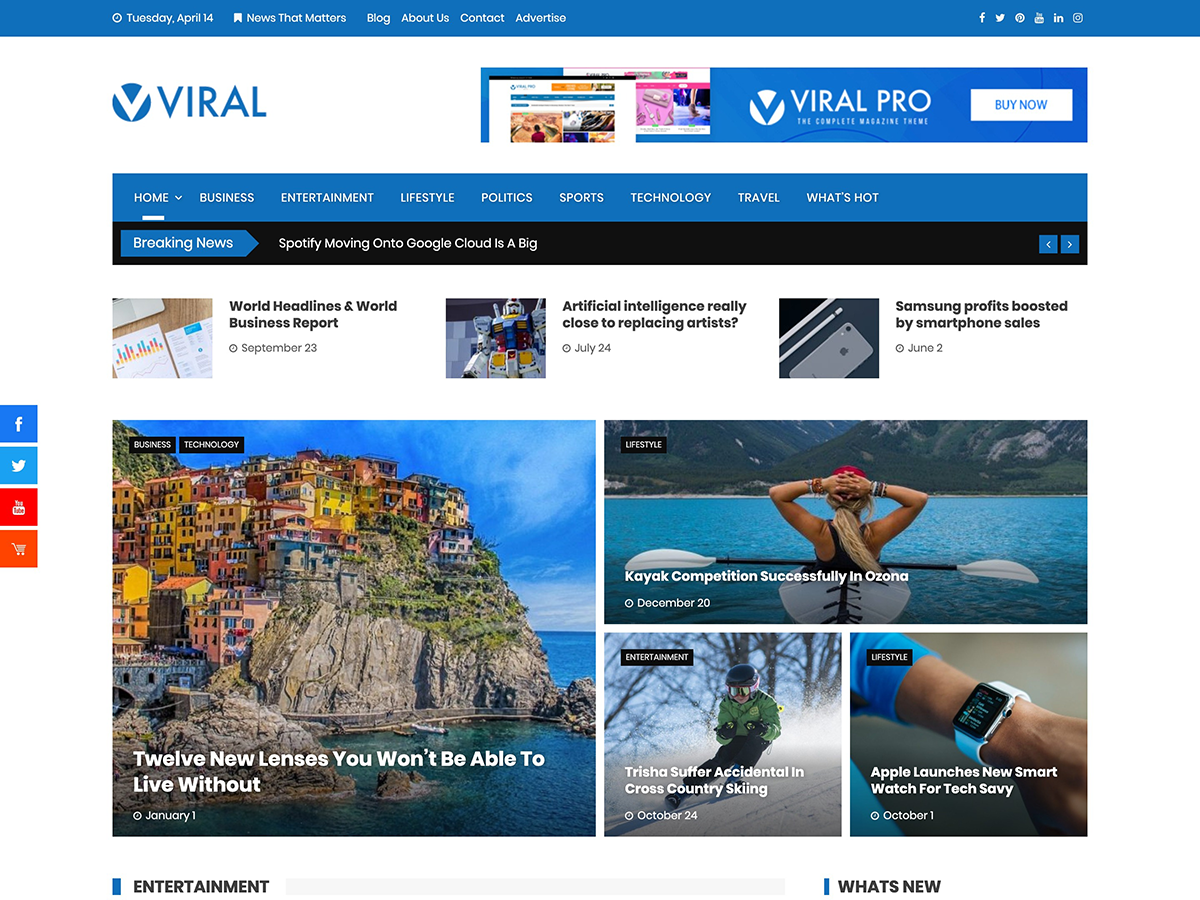 Tuesday, April 14 News That Matters Blog About Us Contact Advertise
VIRAL
VIRAL PRO
THE COMPLETE MAGAZINE THEME
BUY NOW
HOME BUSINESS ENTERTAINMENT LIFESTYLE POLITICS SPORTS TECHNOLOGY TRAVEL WHAT'S HOT
Breaking News Spotify Moving Onto Google Cloud Is A Big
World Headlines & World
Business Report
September 23
Artificial intelligence really
close to replacing artists?
July 24
Samsung profits boosted
by smartphone sales
June 2
BUSINESS TECHNOLOGY
Twelve New Lenses You Won't Be Able To
Live Without
January 1
LIFESTYLE
Kayak Competition Successfully In Ozona
December 20
ENTERTAINMENT
Trisha Suffer Accidental In
Cross Country Skiing
October 24
LIFESTYLE
Apple Launches New Smart
Watch For Tech Savy
October 1
You
Tube
ENTERTAINMENT
WHATS NEW